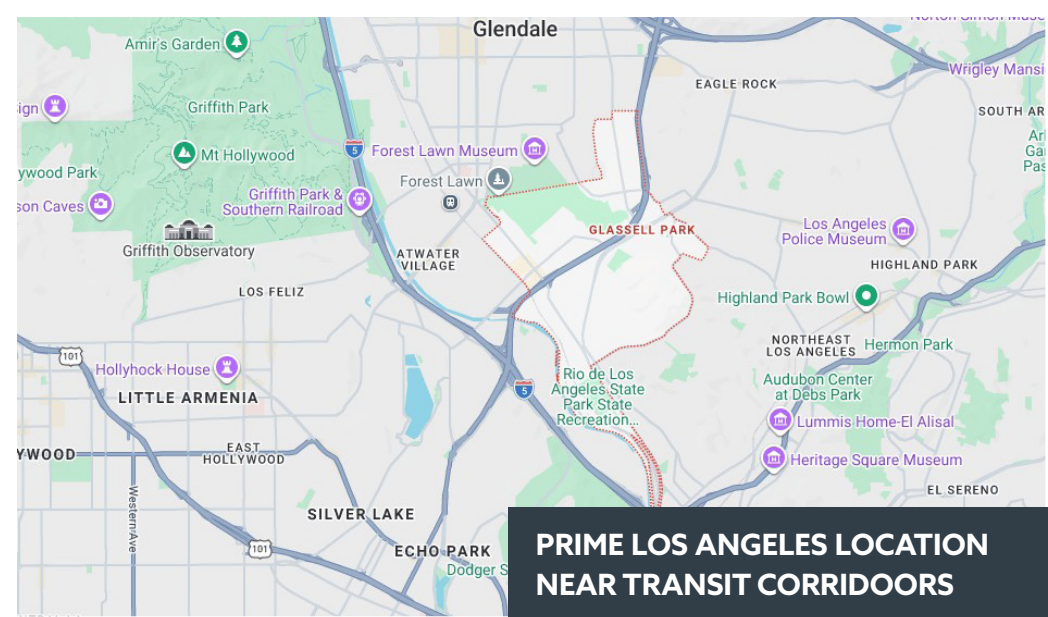 Glendale
Norton Simon Muse
Amir's Garden
Wrigley Mansi
EAGLE ROCK
ign
Griffith Park
SOUTH AR
5
Forest Lawn Museum
Mt Hollywood
Ar
Ga
Pas
ywood Park
Forest Lawn
son Caves
Griffith Park &
Southern Railroad
Los Angeles
Police Museum
GLASSELL PARK
Griffith Observatory
ATWATER
VILLAGE
HIGHLAND PARK
LOS FELIZ
Highland Park Bowl
NORTHEAST
LOS ANGELES
Hermon Park
101
Hollyhock House
Rio de Los
Angeles State
Park State
Recreation...
5
Audubon Center
at Debs Park
LITTLE ARMENIA
Lummis Home-El Alisal
YWOOD
EAST
HOLLYWOOD
Heritage Square Museum
Western Ave
EL SERENO
SILVER LAKE
101
ECHO PARK
Dodger S
PRIME LOS ANGELES LOCATION
NEAR TRANSIT CORRIDOORS